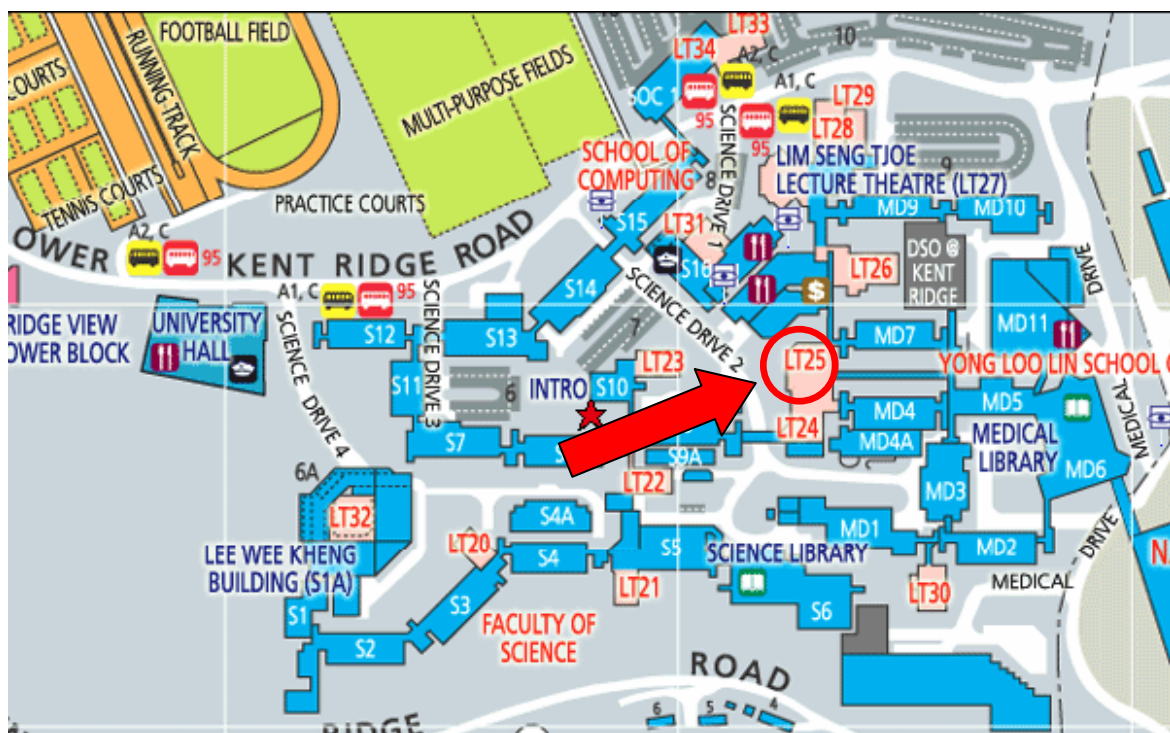 FOOTBALL FIELD
RUNNING TRACK
COURTS
TENNIS COURTS
MULTI-PURPOSE FIELDS
PRACTICE COURTS
LT33
LT34
10
A2, C
A1, C
SOC 1
95
95
SCIENCE DRIVE 1
LT29
LT28
SCHOOL OF
COMPUTING
8
LIM SENG TJOE
LECTURE THEATRE (LT27)
9
MD9
MD10
S15
LT31
S16
DSO @
KENT
RIDGE
LT26
$
A2, C
95
OWER KENT RIDGE ROAD
A1, C
95
S14
SCIENCE DRIVE 2
7
DRIVE
MD11
RIDGE VIEW
OWER BLOCK
UNIVERSITY
HALL
SCIENCE DRIVE 4
S12
SCIENCE DRIVE 3
S13
MD7
YONG LOO LIN SCHOOL
LT25
LT23
INTRO
S10
S11
6
MD4
MD5
MEDICAL
LT24
MD4A
MEDICAL
LIBRARY
S7
S9A
MD6
6A
LT22
MD3
LT32
S4A
LT20
S4
S5
SCIENCE LIBRARY
MD1
MD2
DRIVE
N
LEE WEE KHENG
BUILDING (S1A)
LT21
LT30
MEDICAL
S1
S3
S6
FACULTY OF
SCIENCE
S2
ROAD
RIDGE
6
5
4